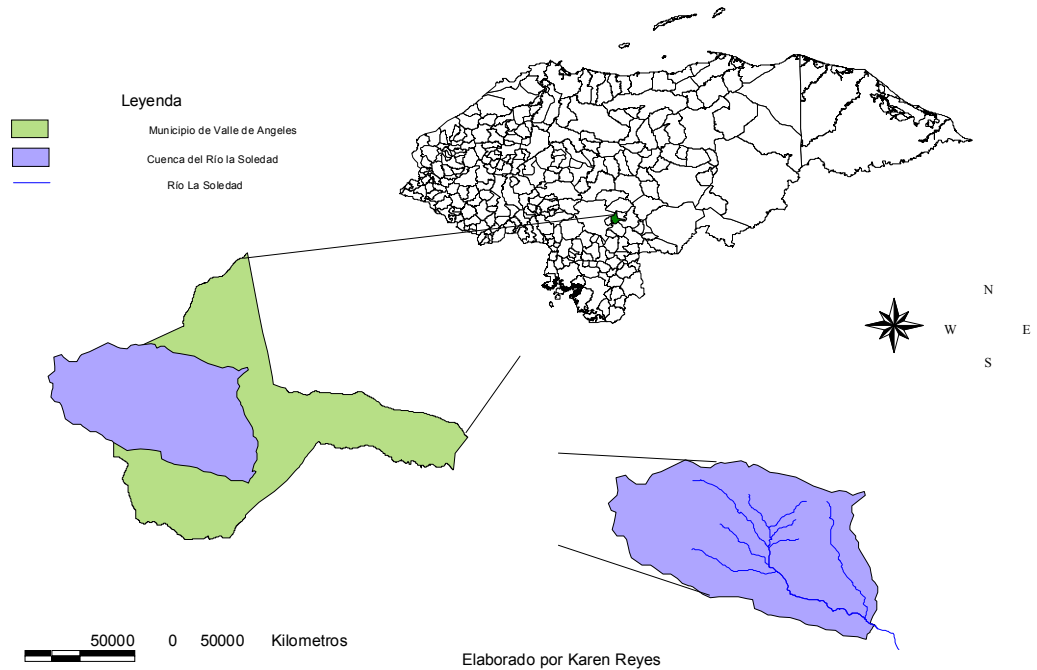 Leyenda
Municipio de Valle de Angeles
Cuenca del Río la Soledad
Río La Soledad
N
W E
S
50000 0 50000 Kilometros
Elaborado por Karen Reyes